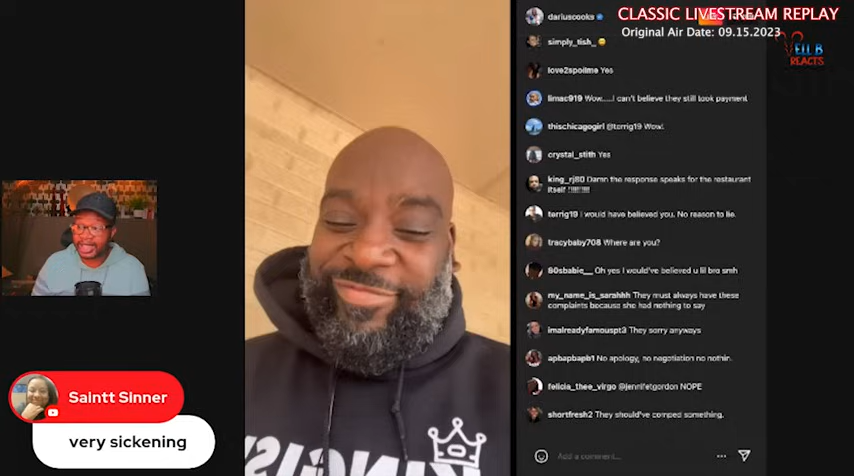 CLASSIC LIVESTREAM REPLAY
Original Air Date: 09.15.2023
ELL B
REACTS
dariuscooks
simply_tish_
love2spoilme Yes
limac919 Wow.....I can't believe they still took payment
thischicagogirl @terrig19 Wow!
crystal_stith Yes
king_rj80 Damn the response speaks for the restaurant
itself !!!!!!!!!!!
terrig19 I would have believed you. No reason to lie.
tracybaby708 Where are you?
80sbabie__ Oh yes I would've believed u lil bro smh
my_name_is_sarahhh They must always have these
complaints because she had nothing to say
imalreadyfamouspt3 They sorry anyways
apbapbapb1 No apology, no negotiation no nothin.
felicia_thee_virgo @jennifetgordon NOPE
shortfresh2 They should've comped something.
Add a comment...
Saintt SInner
very sickening